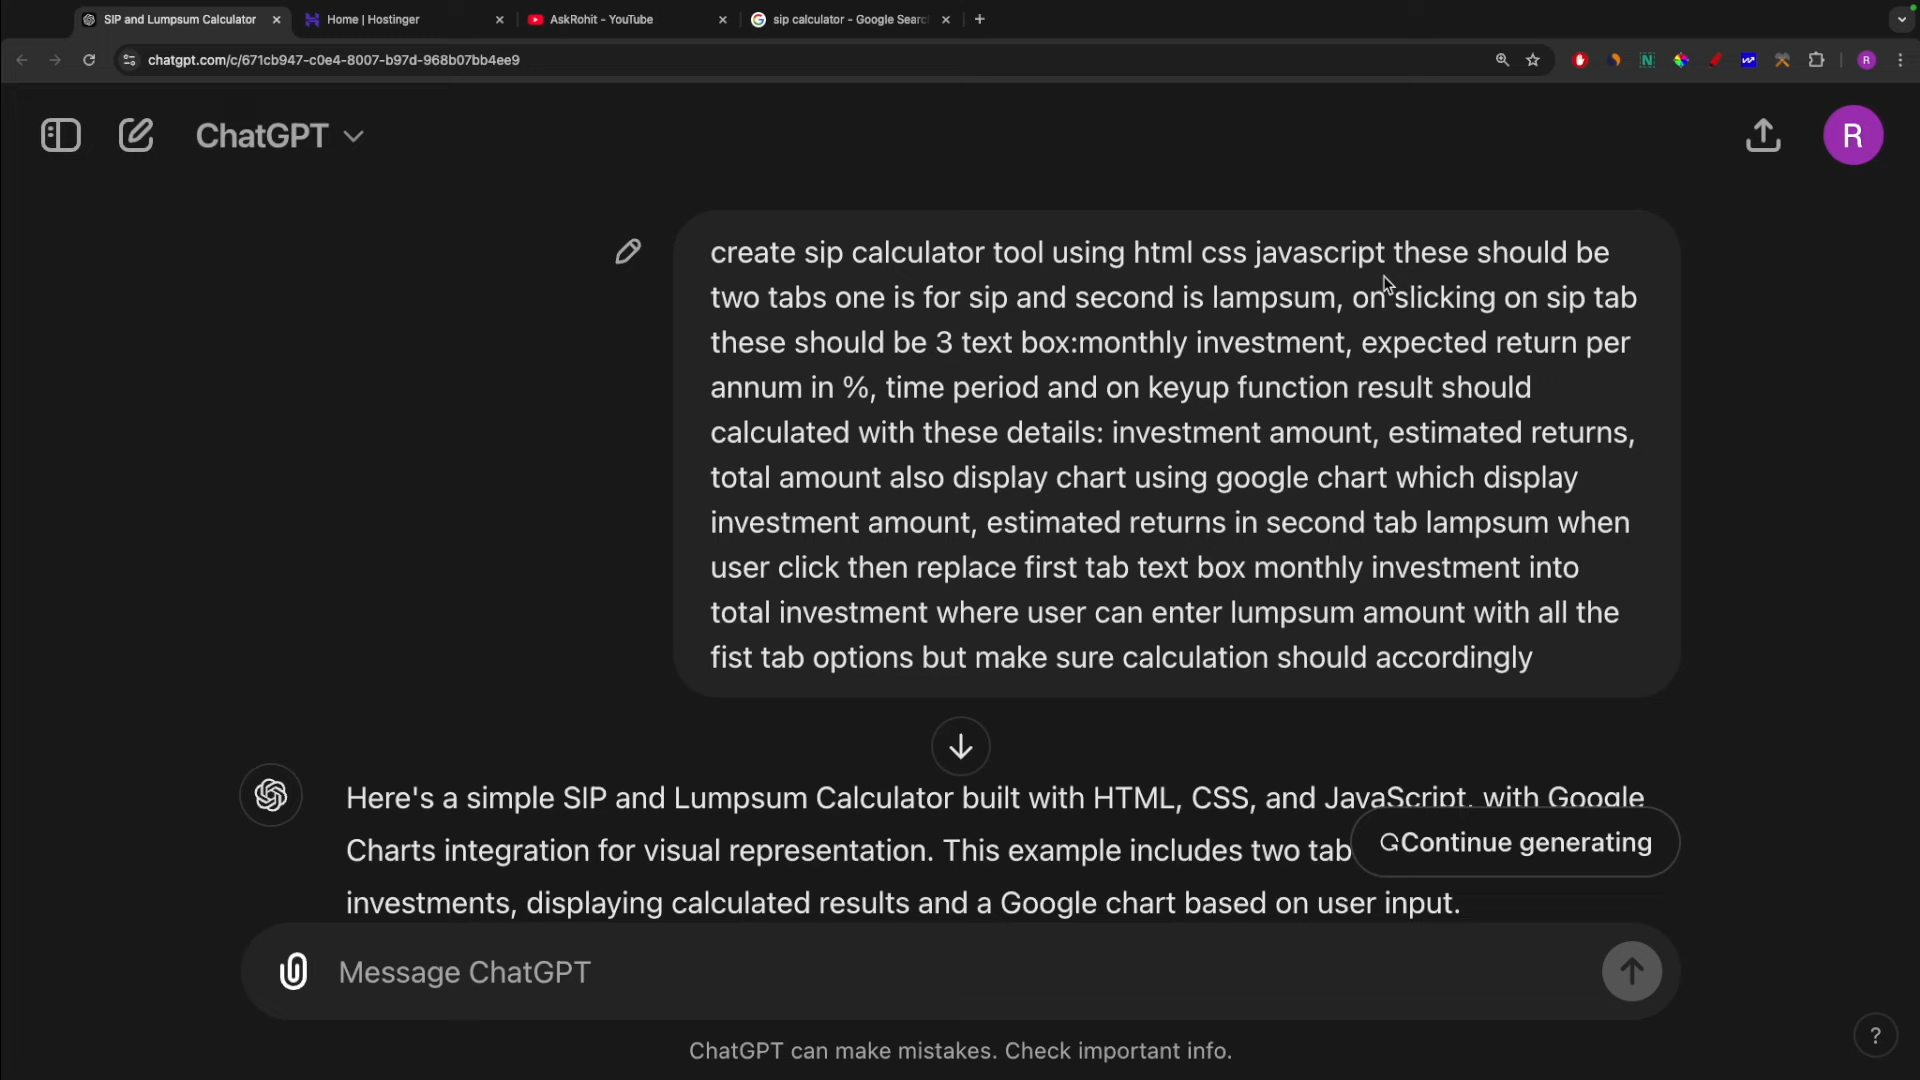 SIP and Lumpsum Calculator
Home | Hostinger
AskRohit - YouTube
sip calculator - Google Searc
chatgpt.com/c/671cb947-c0e4-8007-b97d-968b07bb4ee9
R
ChatGPT
R
create sip calculator tool using html css javascript these should be
two tabs one is for sip and second is lampsum, on slicking on sip tab
these should be 3 text box:monthly investment, expected return per
annum in %, time period and on keyup function result should
calculated with these details: investment amount, estimated returns,
total amount also display chart using google chart which display
investment amount, estimated returns in second tab lampsum when
user click then replace first tab text box monthly investment into
total investment where user can enter lumpsum amount with all the
fist tab options but make sure calculation should accordingly
Here's a simple SIP and Lumpsum Calculator built with HTML, CSS, and JavaScript, with Google
Charts integration for visual representation. This example includes two tab
Continue generating
investments, displaying calculated results and a Google chart based on user input.
Message ChatGPT
ChatGPT can make mistakes. Check important info.
?